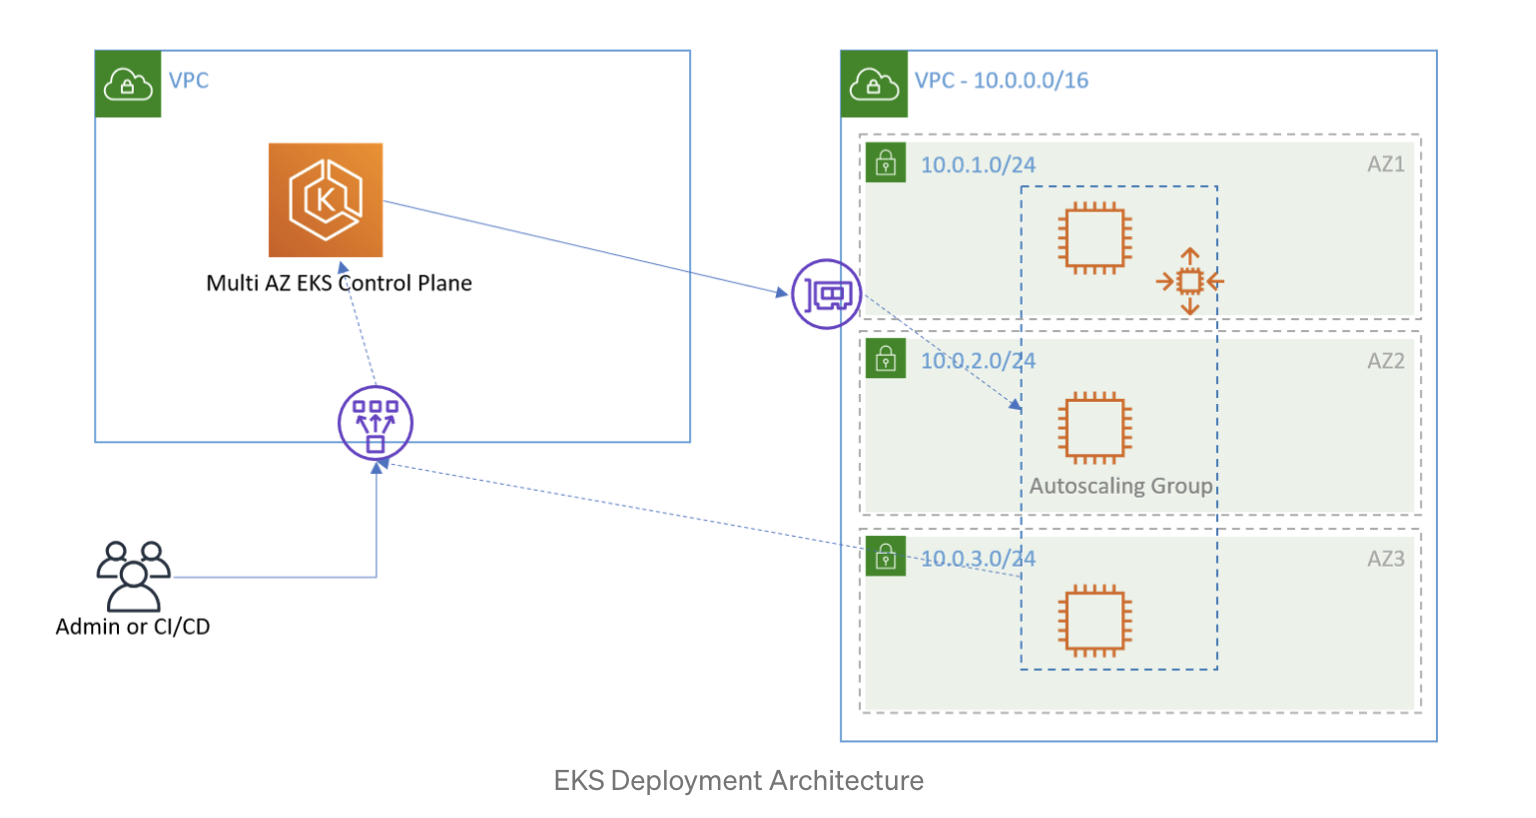 VPC
K
Multi AZ EKS Control Plane
Admin or CI/CD
VPC - 10.0.0.0/16
10.0.1.0/24
AZ1
10.0.2.0/24
AZ2
Autoscaling Group
10.0.3.0/24
AZ3
EKS Deployment Architecture